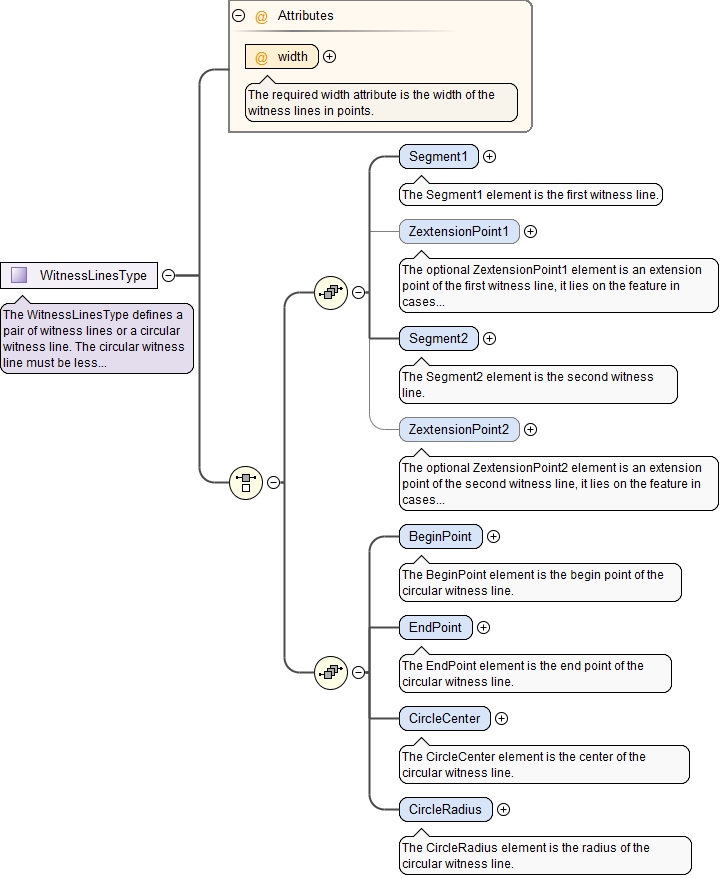 @ Attributes
@ width
The required width attribute is the width of the
witness lines in points.
Segment1
The Segment1 element is the first witness line.
ZextensionPoint1
The optional ZextensionPoint1 element is an extension
point of the first witness line, it lies on the feature in
cases...
WitnessLinesType
The WitnessLinesType defines a
pair of witness lines or a circular
witness line. The circular witness
line must be less...
Segment2
The Segment2 element is the second witness
line.
ZextensionPoint2
The optional ZextensionPoint2 element is an extension
point of the second witness line, it lies on the feature in
cases...
BeginPoint
The BeginPoint element is the begin point of the
circular witness line.
EndPoint
The EndPoint element is the end point of the
circular witness line.
CircleCenter
The CircleCenter element is the center of the
circular witness line.
CircleRadius
The CircleRadius element is the radius of the
circular witness line.